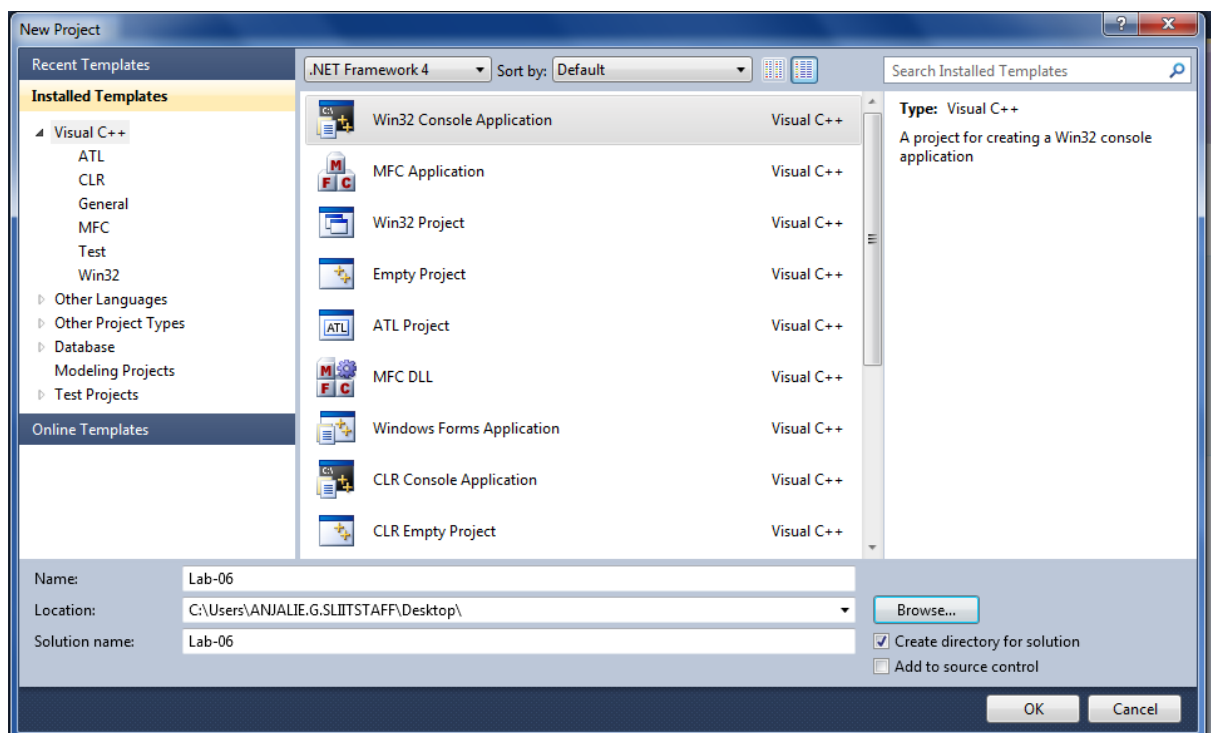 New Project
Recent Templates
Installed Templates
Visual C++
ATL
CLR
General
MFC
Test
Win32
Other Languages
Other Project Types
Database
Modeling Projects
Test Projects
Online Templates
.NET Framework 4 Sort by: Default
Win32 Console Application Visual C++
MFC Application Visual C++
Win32 Project Visual C++
Empty Project Visual C++
ATL Project Visual C++
MFC DLL Visual C++
Windows Forms Application Visual C++
CLR Console Application Visual C++
CLR Empty Project Visual C++
Search Installed Templates
Type: Visual C++
A project for creating a Win32 console
application
Name: Lab-06
Location: C:\Users\ANJALIE.G.SLIITSTAFF\Desktop\ Browse...
Solution name: Lab-06
Create directory for solution
Add to source control
OK Cancel